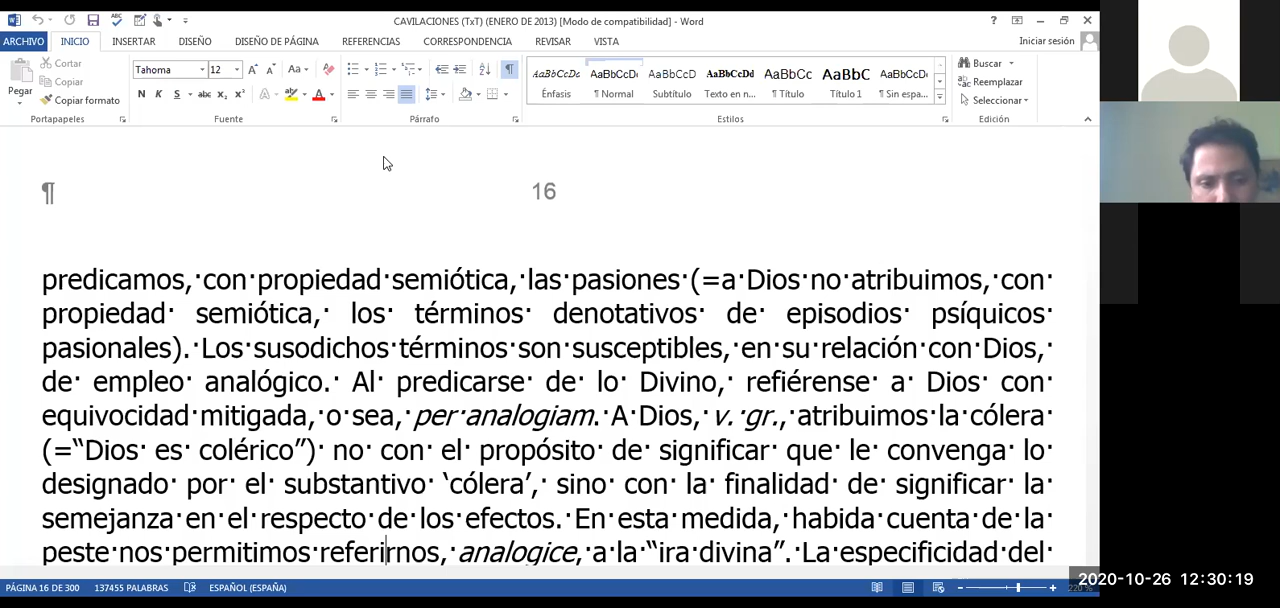 CAVILACIONES (TxT) (ENERO DE 2013) [Modo de compatibilidad] - Word
ARCHIVO INICIO INSERTAR DISEÑO DISEÑO DE PÁGINA REFERENCIAS CORRESPONDENCIA REVISAR VISTA Iniciar sesión
Pegar
Cortar
Copiar
Copiar formato
Portapapeles
Tahoma 12
Fuente
Párrafo
AaBbCcDc AaBbCcDc AaBbCcD AaBbCcDd AaBbCc AaBbC AaBbCcDc
Énfasis ¶ Normal Subtítulo Texto en n... ¶ Título Título 1 ¶ Sin espa...
Estilos
Buscar
Reemplazar
Seleccionar
Edición
¶ 16
predicamos, con propiedad semiótica, las pasiones (=a Dios no atribuimos, con
propiedad semiótica, los términos denotativos de episodios psíquicos
pasionales). Los susodichos términos son susceptibles, en su relación con Dios,
de empleo analógico. Al predicarse de lo Divino, refiérense a Dios con
equivocidad mitigada, o sea, per analogiam. A Dios, v. gr., atribuimos la cólera
(=“Dios es colérico”) no con el propósito de significar que le convenga lo
designado por el substantivo ‘cólera’, sino con la finalidad de significar la
semejanza en el respecto de los efectos. En esta medida, habida cuenta de la
peste nos permitimos referirnos, analogice, a la “ira divina”. La especificidad del
PÁGINA 16 DE 300 137455 PALABRAS ESPAÑOL (ESPAÑA) 220 %
2020-10-26 12:30:19